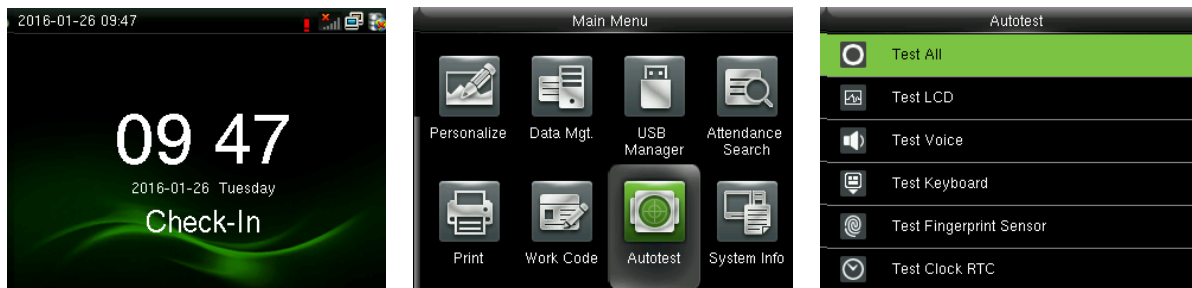 2016-01-26 09:47
09 47
2016-01-26 Tuesday
Check-In
Main Menu
Personalize
Data Mgt.
USB
Manager
Attendance
Search
Print
Work Code
Autotest
System Info
Autotest
Test All
Test LCD
Test Voice
Test Keyboard
Test Fingerprint Sensor
Test Clock RTC